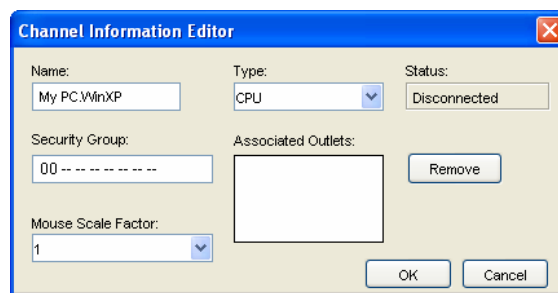 Channel Information Editor
Name:
Type:
Status:
My PC.WinXP
CPU
Disconnected
Security Group:
Associated Outlets:
00 -- -- -- -- -- -- --
Remove
Mouse Scale Factor:
1
OK
Cancel